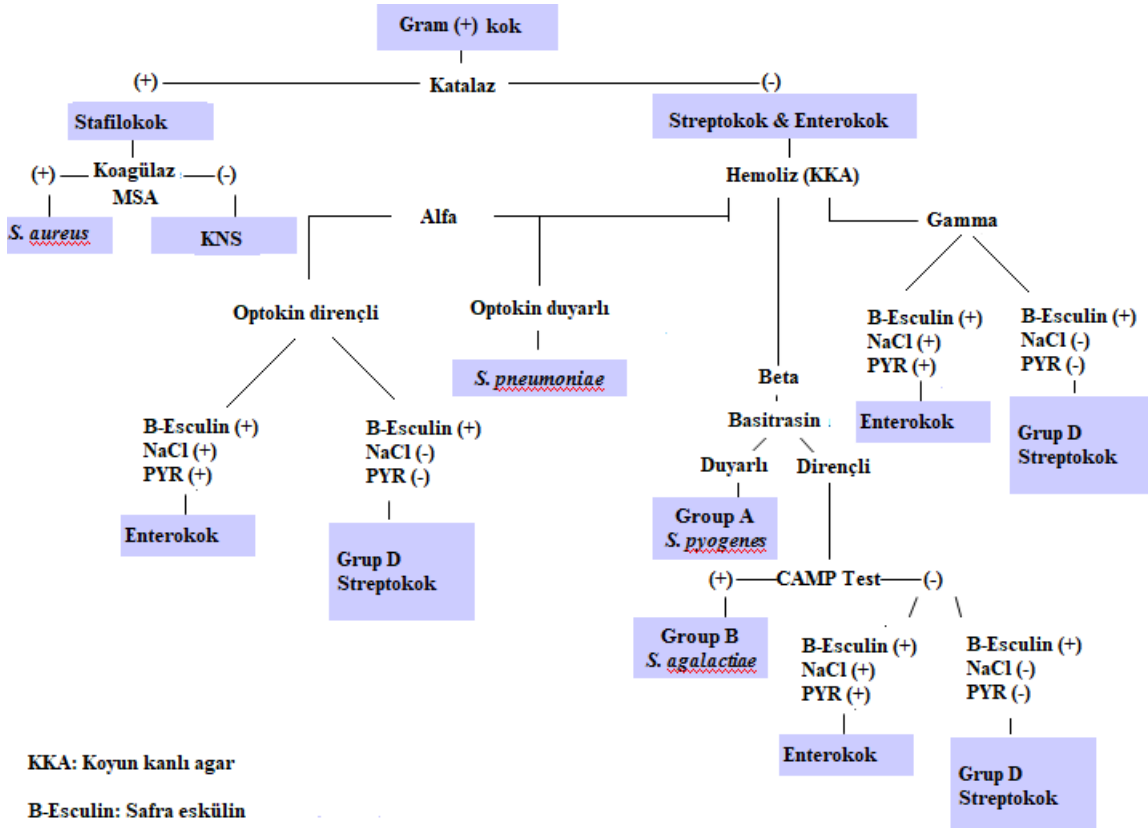 Gram (+) kok
(+) Katalaz (-)
Stafilokok
Streptokok & Enterokok
(+) Koagülaz (-)
MSA
S. aureus
KNS
Hemoliz (KKA)
Alfa
Gamma
Optokin dirençli
Optokin duyarlı
S. pneumoniae
B-Esculin (+)
NaCl (+)
PYR (+)
Enterokok
B-Esculin (+)
NaCl (-)
PYR (-)
Grup D
Streptokok
Beta
Basitrasin
Duyarlı
Dirençli
Group A
S. pyogenes
(+) CAMP Test (-)
Group B
S. agalactiae
B-Esculin (+)
NaCl (+)
PYR (+)
Enterokok
B-Esculin (+)
NaCl (-)
PYR (-)
Grup D
Streptokok
B-Esculin (+)
NaCl (+)
PYR (+)
Enterokok
B-Esculin (+)
NaCl (-)
PYR (-)
Grup D
Streptokok
KKA: Koyun kanlı agar
B-Esculin: Safra eskülin